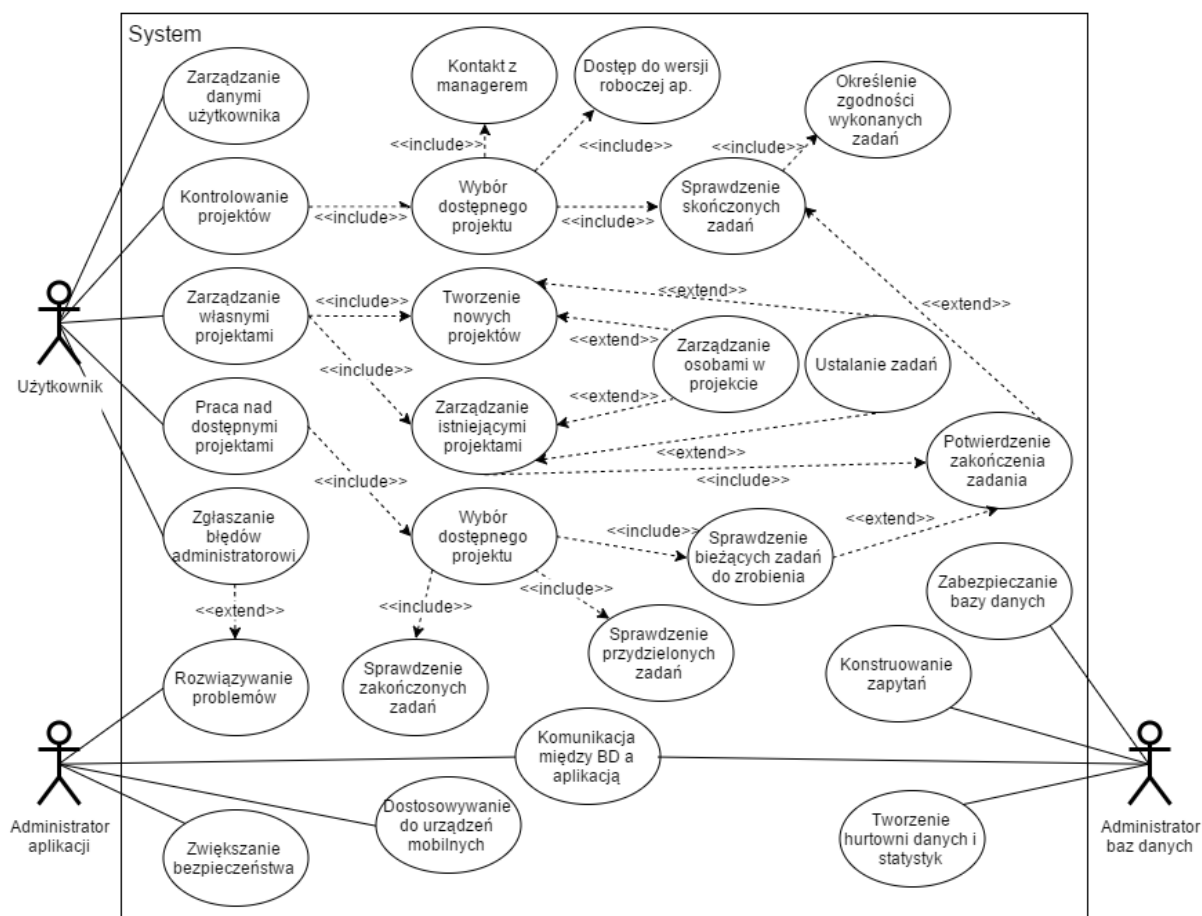 System
Zarządzanie
danymi
użytkownika
Kontakt z
managerem
Dostęp do wersji
roboczej ap.
Określenie
zgodności
wykonanych
zadań
<<include>>
<<include>>
<<include>>
Kontrolowanie
projektów
<<include>>
Wybór
dostępnego
projektu
<<include>>
Sprawdzenie
skończonych
zadań
Użytkownik
Zarządzanie
własnymi
projektami
<<include>>
Tworzenie
nowych
projektów
<<extend>>
<<extend>>
<<extend>>
Zarządzanie
osobami w
projekcie
Ustalanie zadań
<<include>>
<<extend>>
Praca nad
dostępnymi
projektami
Zarządzanie
istniejącymi
projektami
<<extend>>
<<include>>
Potwierdzenie
zakończenia
zadania
<<include>>
Zgłaszanie
błędów
administratorowi
Wybór
dostępnego
projektu
<<include>>
<<extend>>
Sprawdzenie
bieżących zadań
do zrobienia
<<extend>>
<<include>>
<<include>>
Zabezpieczanie
bazy danych
Rozwiązywanie
problemów
Sprawdzenie
zakończonych
zadań
Sprawdzenie
przydzielonych
zadań
Konstruowanie
zapytań
Komunikacja
między BD a
aplikacją
Administrator
aplikacji
Dostosowywanie
do urządzeń
mobilnych
Zwiększanie
bezpieczeństwa
Tworzenie
hurtowni danych i
statystyk
Administrator
baz danych